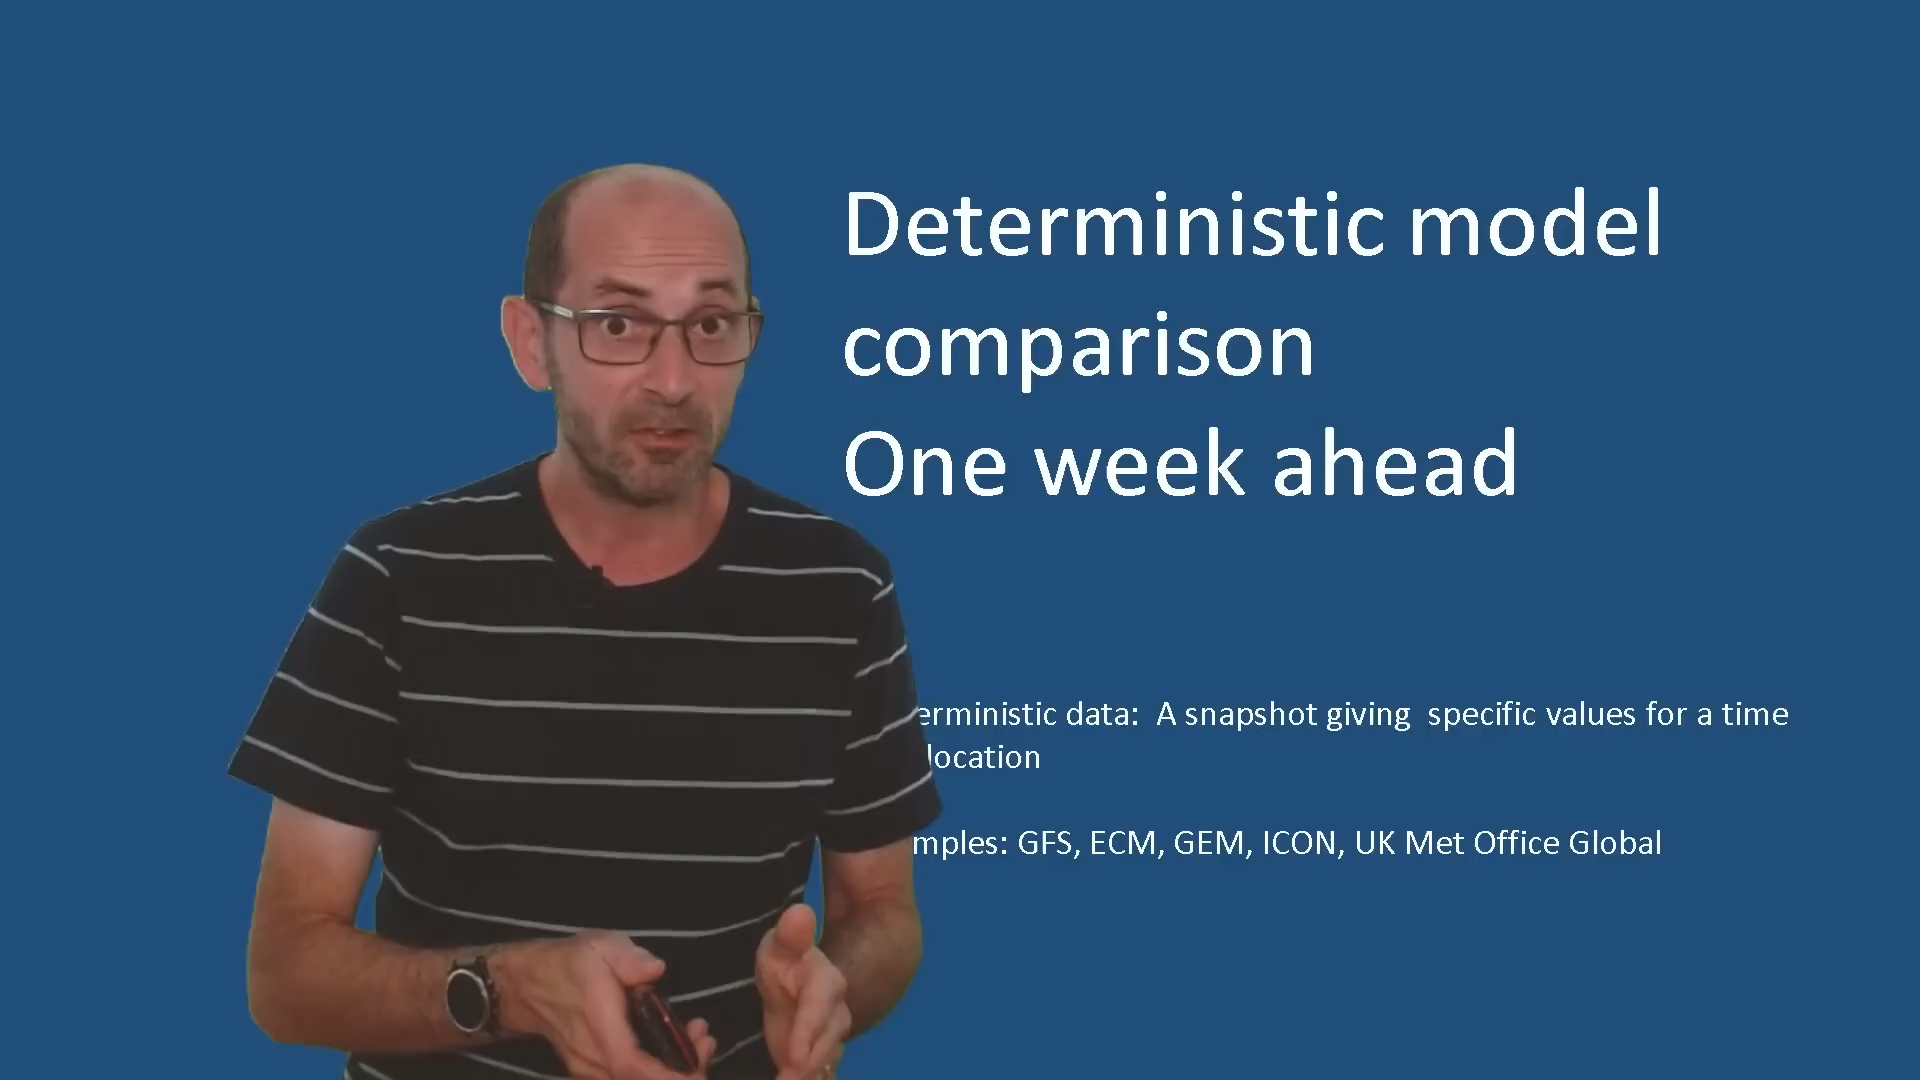 Deterministic model
comparison
One week ahead
erministic data: A snapshot giving specific values for a time
location
mples: GFS, ECM, GEM, ICON, UK Met Office Global